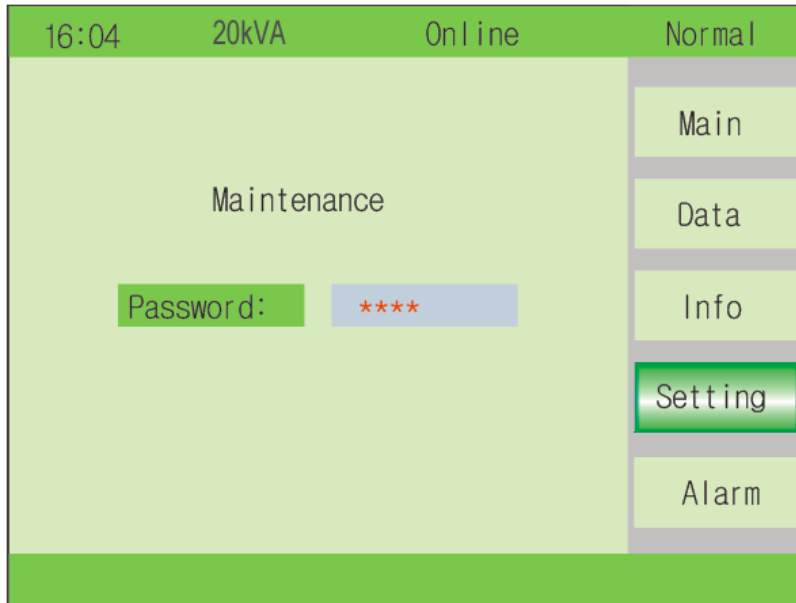 16:04 20kVA Online Normal
Main
Maintenance
Data
Password: ****
Info
Setting
Alarm